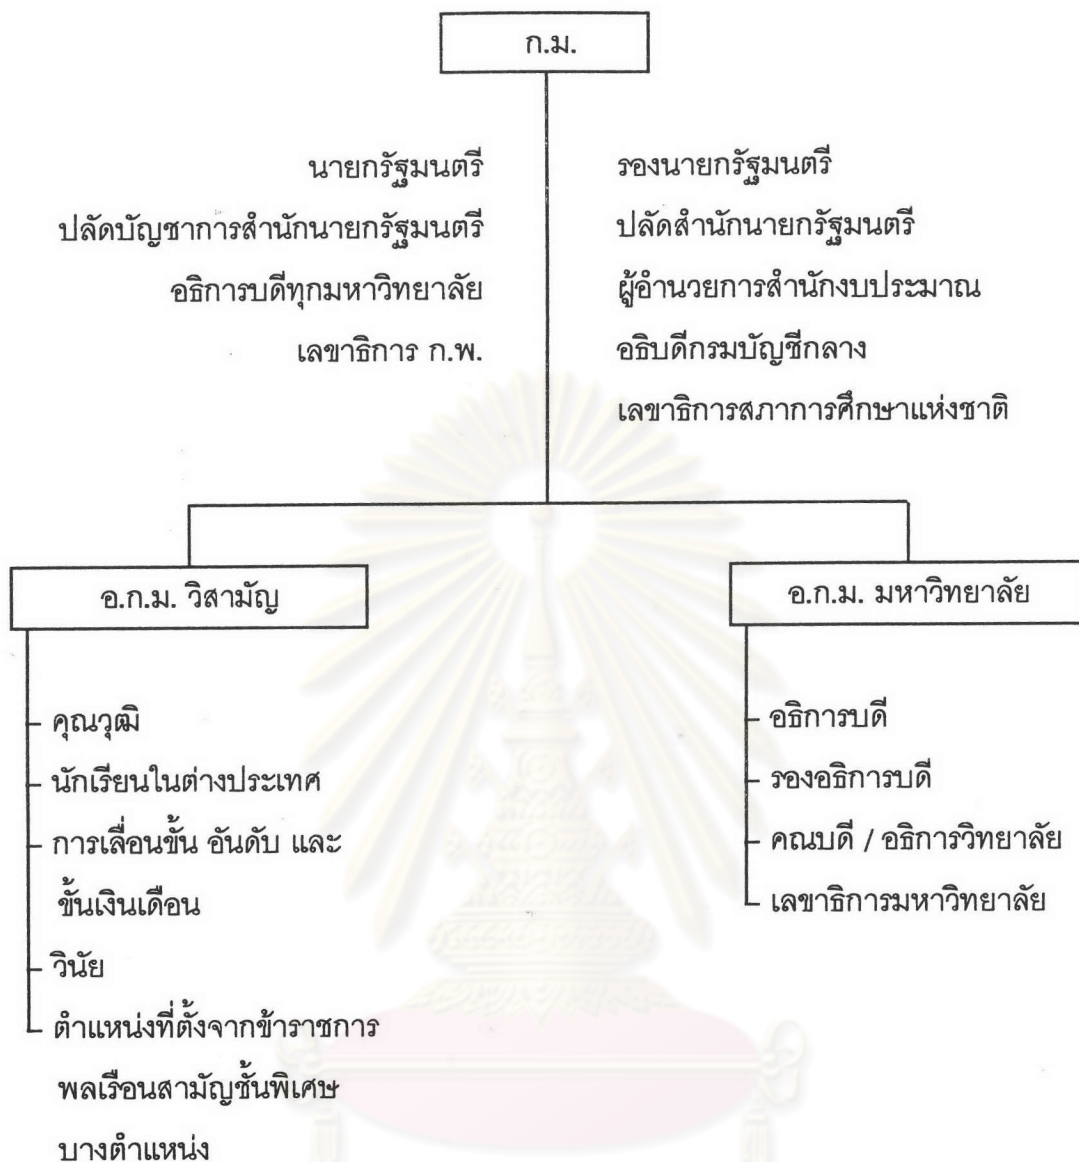 ก.ม.
นายกรัฐมนตรี
ปลัดบัญชาการสำนักนายกรัฐมนตรี
อธิการบดีทุกมหาวิทยาลัย
เลขาธิการ ก.พ.
รองนายกรัฐมนตรี
ปลัดสำนักนายกรัฐมนตรี
ผู้อำนวยการสำนักงบประมาณ
อธิบดีกรมบัญชีกลาง
เลขาธิการสภาการศึกษาแห่งชาติ
อ.ก.ม. วิสามัญ
- คุณวุฒิ
- นักเรียนในต่างประเทศ
- การเลื่อนขั้น อันดับ และ
ขั้นเงินเดือน
- วินัย
- ตำแหน่งที่ตั้งจากข้าราชการ
พลเรือนสามัญชั้นพิเศษ
บางตำแหน่ง
อ.ก.ม. มหาวิทยาลัย
- อธิการบดี
- รองอธิการบดี
- คณบดี / อธิการวิทยาลัย
- เลขาธิการมหาวิทยาลัย